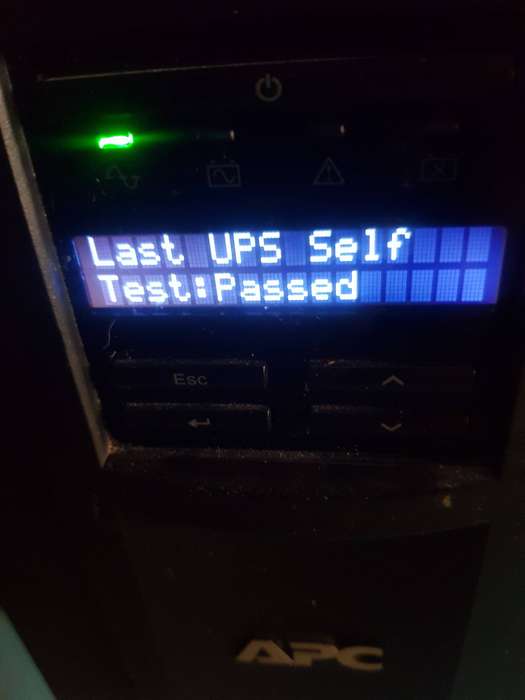 Last UPS Self
Test:Passed
Esc
APC